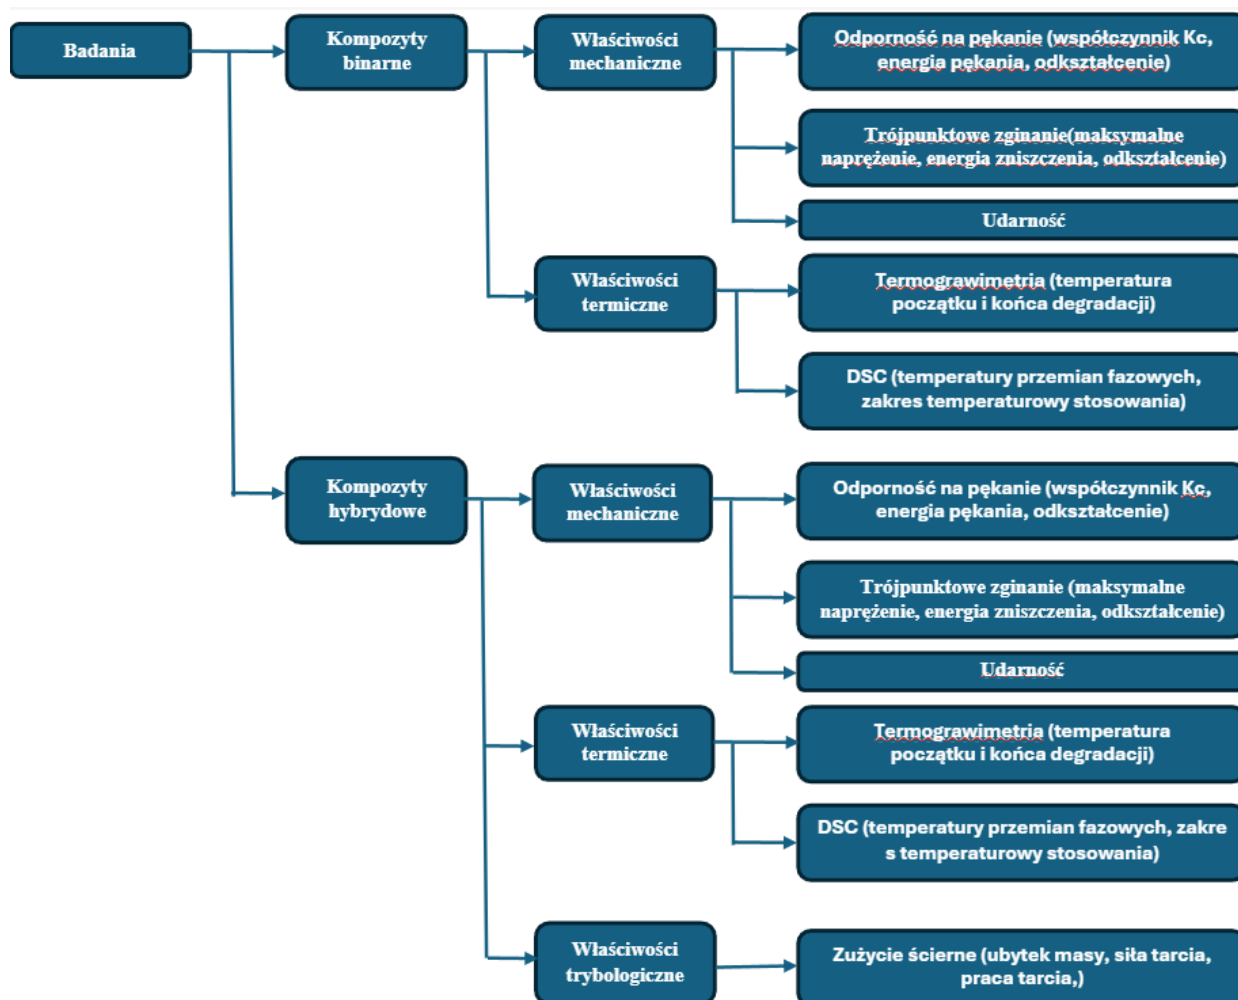 Badania
Kompozyty
binarne
Właściwości
mechaniczne
Odporność na pękanie (współczynnik Kc,
energia pękania, odkształcenie)
Trójpunktowe zginanie(maksymalne
naprężenie, energia zniszczenia, odkształcenie)
Udarność
Właściwości
termiczne
Termograwimetria (temperatura
początku i końca degradacji)
DSC (temperatury przemian fazowych,
zakres temperaturowy stosowania)
Kompozyty
hybrydowe
Właściwości
mechaniczne
Odporność na pękanie (współczynnik Kc,
energia pękania, odkształcenie)
Trójpunktowe zginanie (maksymalne
naprężenie, energia zniszczenia, odkształcenie)
Udarność
Właściwości
termiczne
Termograwimetria (temperatura
początku i końca degradacji)
DSC (temperatury przemian fazowych, zakre
s temperaturowy stosowania)
Właściwości
trybologiczne
Zużycie ścierne (ubytek masy, siła tarcia,
praca tarcia,)